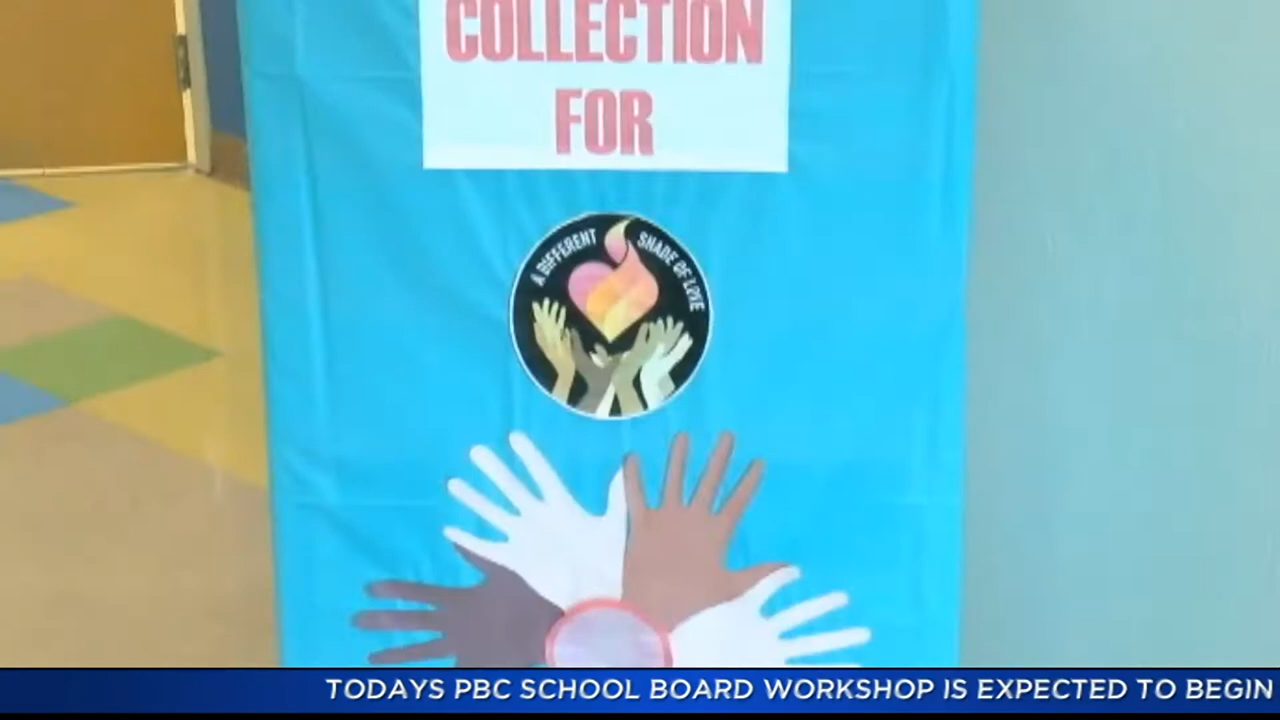 COLLECTION
FOR
A DIFFERENT SHADE OF LOVE
TODAYS PBC SCHOOL BOARD WORKSHOP IS EXPECTED TO BEGIN